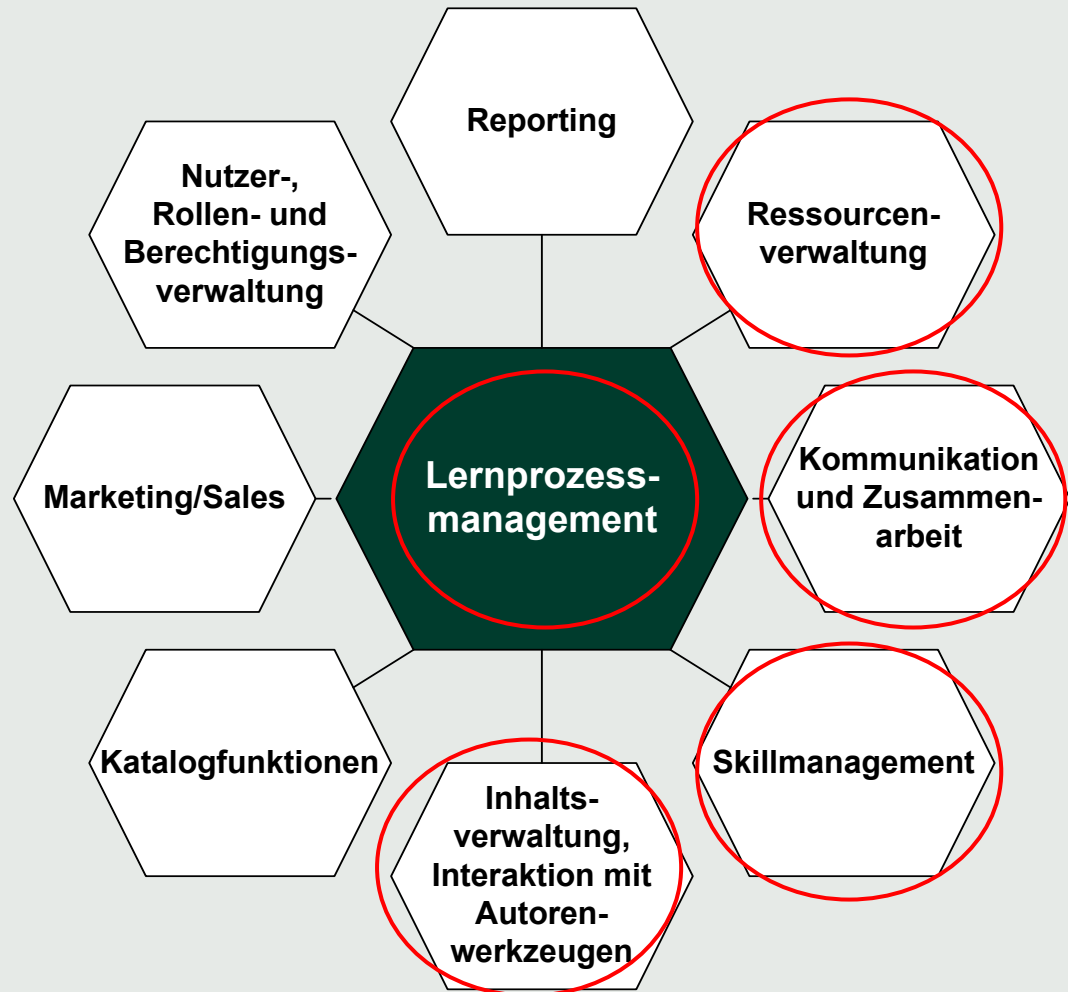 Reporting
Nutzer-,
Rollen- und
Berechtigungs-
verwaltung
Ressourcen-
verwaltung
Marketing/Sales
Lernprozess-
management
Kommunikation
und Zusammen-
arbeit
Katalogfunktionen
Skillmanagement
Inhalts-
verwaltung,
Interaktion mit
Autoren-
werkzeugen